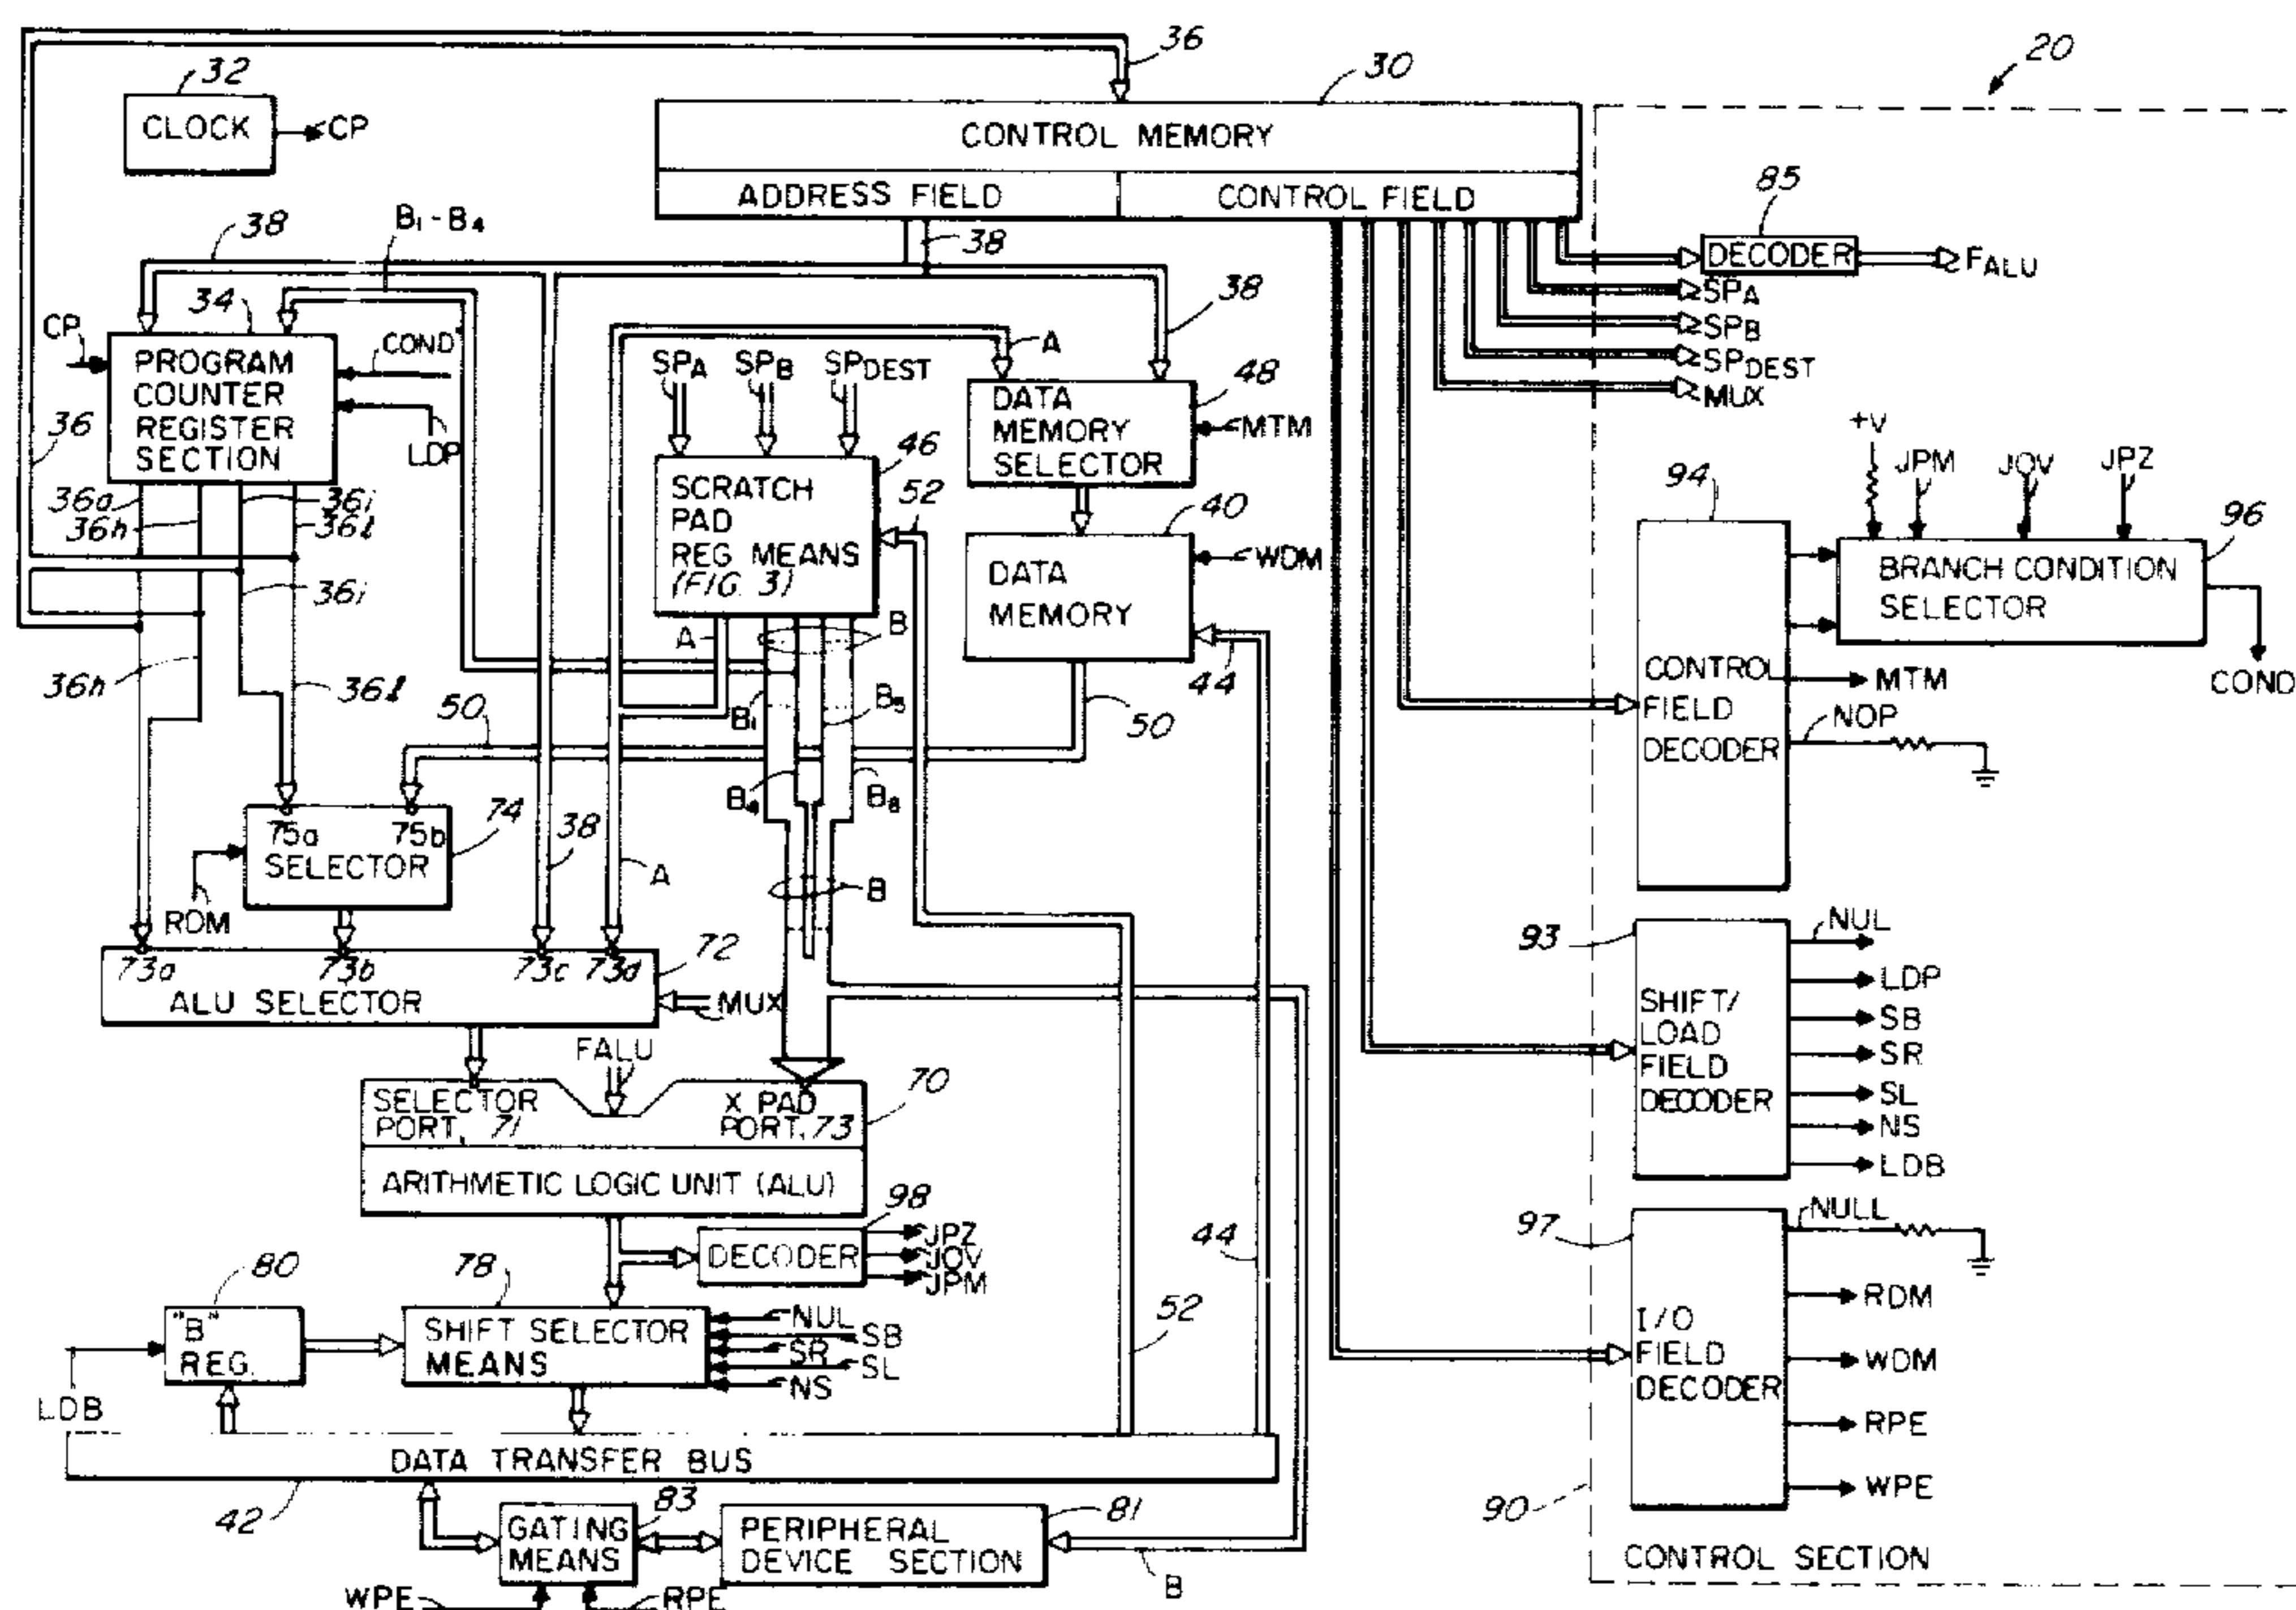 36
30
20
32
CLOCK
CP
CONTROL MEMORY
ADDRESS FIELD
CONTROL FIELD
85
DECODER
FALU
SPA
SPB
SPDEST
MUX
38
B1-B4
38
34
CP
COND
LDP
PROGRAM
COUNTER
REGISTER
SECTION
36
36a
36h
36i
36l
A
38
SPA
SPB
SPDEST
48
DATA
MEMORY
SELECTOR
MTM
46
52
SCRATCH
PAD
REG MEANS
(FIG. 3)
40
DATA
MEMORY
WDM
44
+V
JPM
JOV
JPZ
94
96
BRANCH CONDITION
SELECTOR
COND
CONTROL
FIELD
DECODER
MTM
NOP
36i
36h
36l
A
B
B1
B5
50
50
B4
B8
75a
75b
SELECTOR
74
RDM
38
A
B
72
73a
73b
73c
73d
ALU SELECTOR
MUX
93
SHIFT/
LOAD
FIELD
DECODER
NUL
LDP
SB
SR
SL
NS
LDB
FALU
70
SELECTOR
PORT, 71
X PAD
PORT, 73
ARITHMETIC LOGIC UNIT (ALU)
98
DECODER
JPZ
JOV
JPM
44
52
80
"B"
REG.
LDB
78
SHIFT SELECTOR
MEANS
NUL
SB
SR
SL
NS
97
I/O
FIELD
DECODER
NULL
RDM
WDM
RPE
WPE
DATA TRANSFER BUS
42
83
GATING
MEANS
81
PERIPHERAL
DEVICE SECTION
B
WPE
RPE
90
CONTROL SECTION